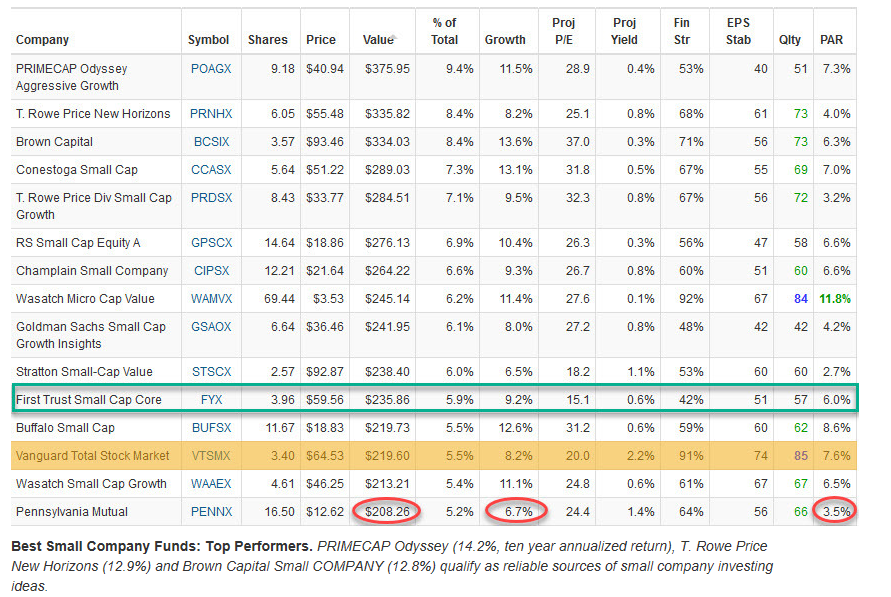 Company Symbol Shares Price Value % of Total Growth Proj P/E Proj Yield Fin Str EPS Stab Qlty PAR
PRIMECAP Odyssey Aggressive Growth POAGX 9.18 $40.94 $375.95 9.4% 11.5% 28.9 0.4% 53% 40 51 7.3%
T. Rowe Price New Horizons PRNHX 6.05 $55.48 $335.82 8.4% 8.2% 25.1 0.8% 68% 61 73 4.0%
Brown Capital BCSIX 3.57 $93.46 $334.03 8.4% 13.6% 37.0 0.3% 71% 56 73 6.3%
Conestoga Small Cap CCASX 5.64 $51.22 $289.03 7.3% 13.1% 31.8 0.5% 67% 55 69 7.0%
T. Rowe Price Div Small Cap Growth PRDSX 8.43 $33.77 $284.51 7.1% 9.5% 32.3 0.8% 67% 56 72 3.2%
RS Small Cap Equity A GPSCX 14.64 $18.86 $276.13 6.9% 10.4% 26.3 0.3% 56% 47 58 6.6%
Champlain Small Company CIPSX 12.21 $21.64 $264.22 6.6% 9.3% 26.7 0.8% 60% 51 60 6.6%
Wasatch Micro Cap Value WAMVX 69.44 $3.53 $245.14 6.2% 11.4% 27.6 0.1% 92% 67 84 11.8%
Goldman Sachs Small Cap Growth Insights GSAOX 6.64 $36.46 $241.95 6.1% 8.0% 27.2 0.8% 48% 42 42 4.2%
Stratton Small-Cap Value STSCX 2.57 $92.87 $238.40 6.0% 6.5% 18.2 1.1% 53% 60 60 2.7%
First Trust Small Cap Core FYX 3.96 $59.56 $235.86 5.9% 9.2% 15.1 0.6% 42% 51 57 6.0%
Buffalo Small Cap BUFSX 11.67 $18.83 $219.73 5.5% 12.6% 31.2 0.6% 59% 60 62 8.6%
Vanguard Total Stock Market VTSMX 3.40 $64.53 $219.60 5.5% 8.2% 20.0 2.2% 91% 74 85 7.6%
Wasatch Small Cap Growth WAAEX 4.61 $46.25 $213.21 5.4% 11.1% 24.8 0.6% 61% 67 67 6.5%
Pennsylvania Mutual PENNX 16.50 $12.62 $208.26 5.2% 6.7% 24.4 1.4% 64% 56 66 3.5%
Best Small Company Funds: Top Performers. PRIMECAP Odyssey (14.2%, ten year annualized return), T. Rowe Price
New Horizons (12.9%) and Brown Capital Small COMPANY (12.8%) qualify as reliable sources of small company investing
ideas.